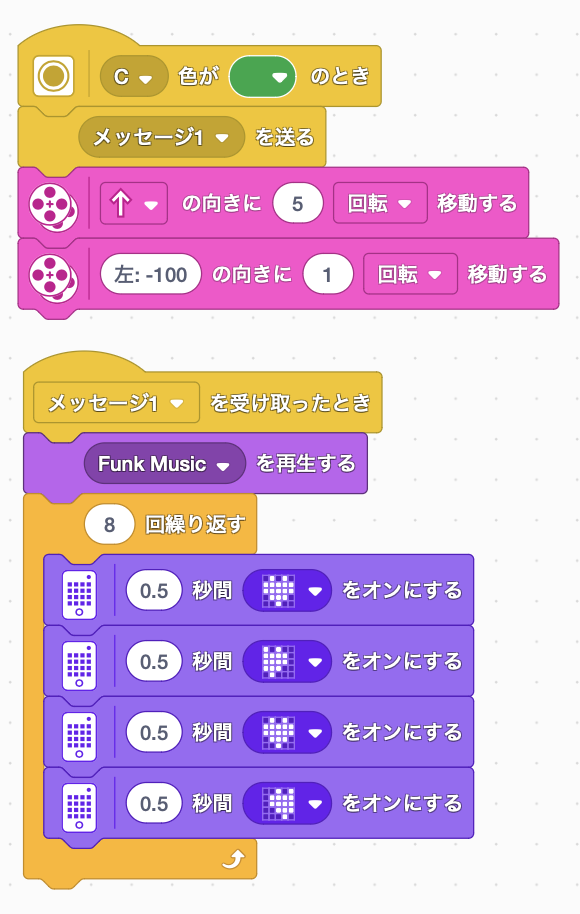 C 色が のとき
メッセージ1 を送る
↑ の向きに 5 回転 移動する
左: -100 の向きに 1 回転 移動する
メッセージ1 を受け取ったとき
Funk Music を再生する
8 回繰り返す
0.5 秒間 をオンにする
0.5 秒間 をオンにする
0.5 秒間 をオンにする
0.5 秒間 をオンにする